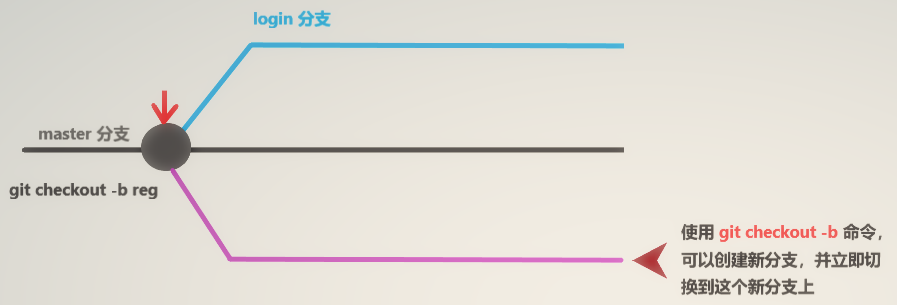 login 分支
master 分支
git checkout -b reg
使用 git checkout -b 命令，
可以创建新分支，并立即切
换到这个新分支上